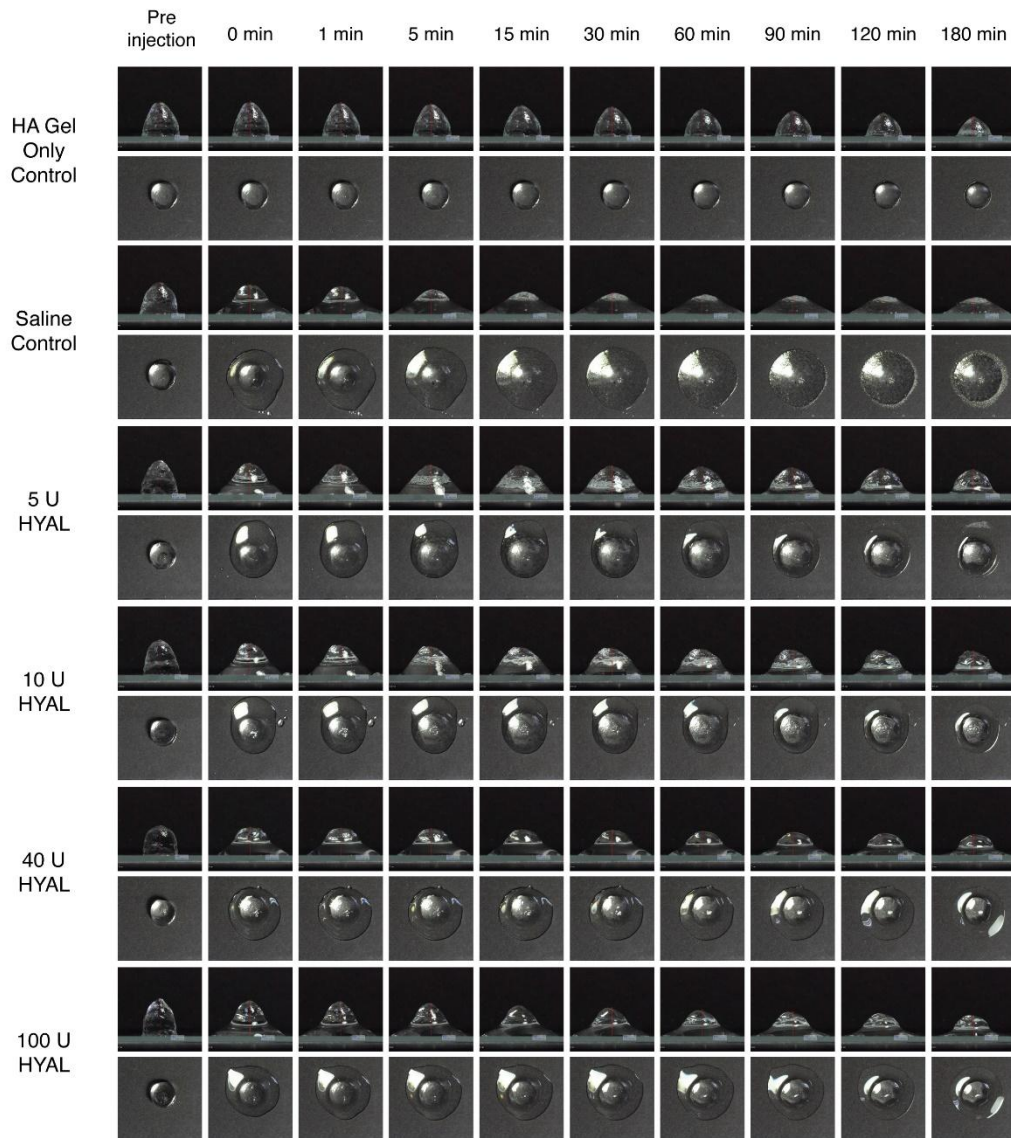 Pre
injection
0 min
1 min
5 min
15 min
30 min
60 min
90 min
120 min
180 min
HA Gel
Only
Control
Saline
Control
5 U
HYAL
10 U
HYAL
40 U
HYAL
100 U
HYAL